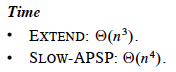 Time
• EXTEND: Θ(n³).
• SLOW-APSP: Θ(n⁴).